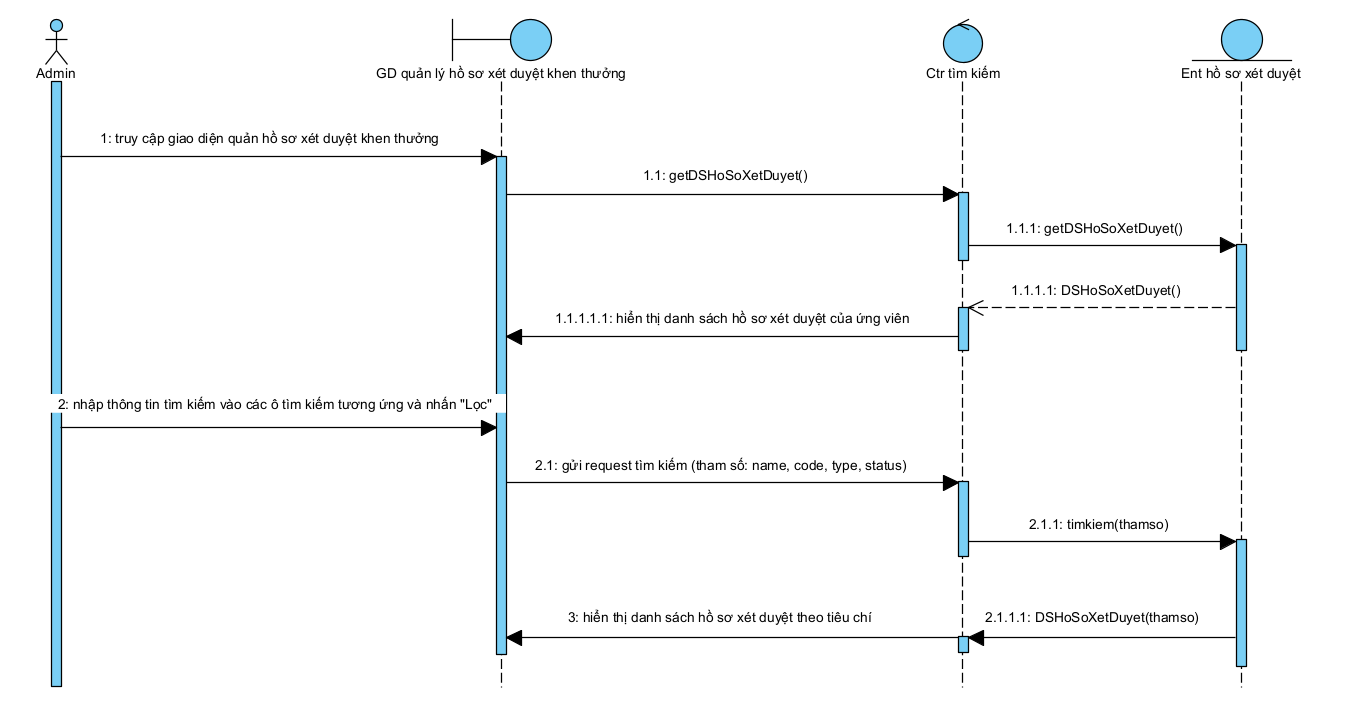 Admin
GD quản lý hồ sơ xét duyệt khen thưởng
Ctr tìm kiếm
Ent hồ sơ xét duyệt
1: truy cập giao diện quản hồ sơ xét duyệt khen thưởng
1.1: getDSHoSoXetDuyet()
1.1.1: getDSHoSoXetDuyet()
1.1.1.1: DSHoSoXetDuyet()
1.1.1.1.1: hiển thị danh sách hồ sơ xét duyệt của ứng viên
2: nhập thông tin tìm kiếm vào các ô tìm kiếm tương ứng và nhấn "Lọc"
2.1: gửi request tìm kiếm (tham số: name, code, type, status)
2.1.1: timkiem(thamso)
3: hiển thị danh sách hồ sơ xét duyệt theo tiêu chí
2.1.1.1: DSHoSoXetDuyet(thamso)